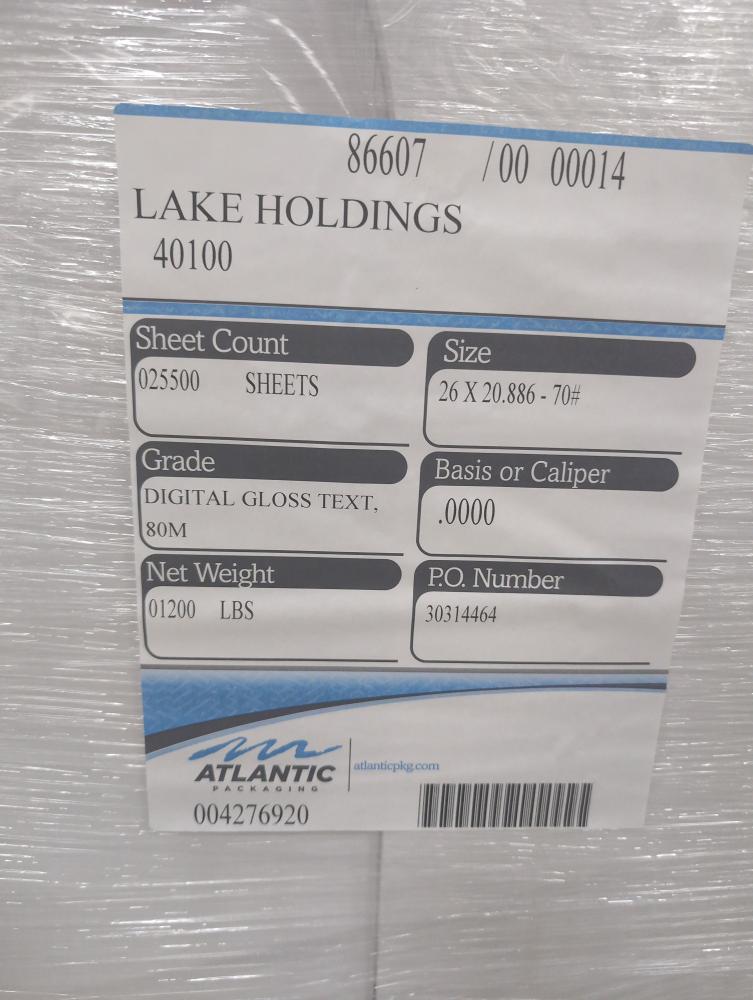 86607 /00 00014
LAKE HOLDINGS
40100
Sheet Count
025500 SHEETS
Size
26 X 20.886 - 70#
Grade
DIGITAL GLOSS TEXT,
80M
Basis or Caliper
.0000
Net Weight
01200 LBS
P.O. Number
30314464
ATLANTIC
PACKAGING
atlanticpkg.com
004276920